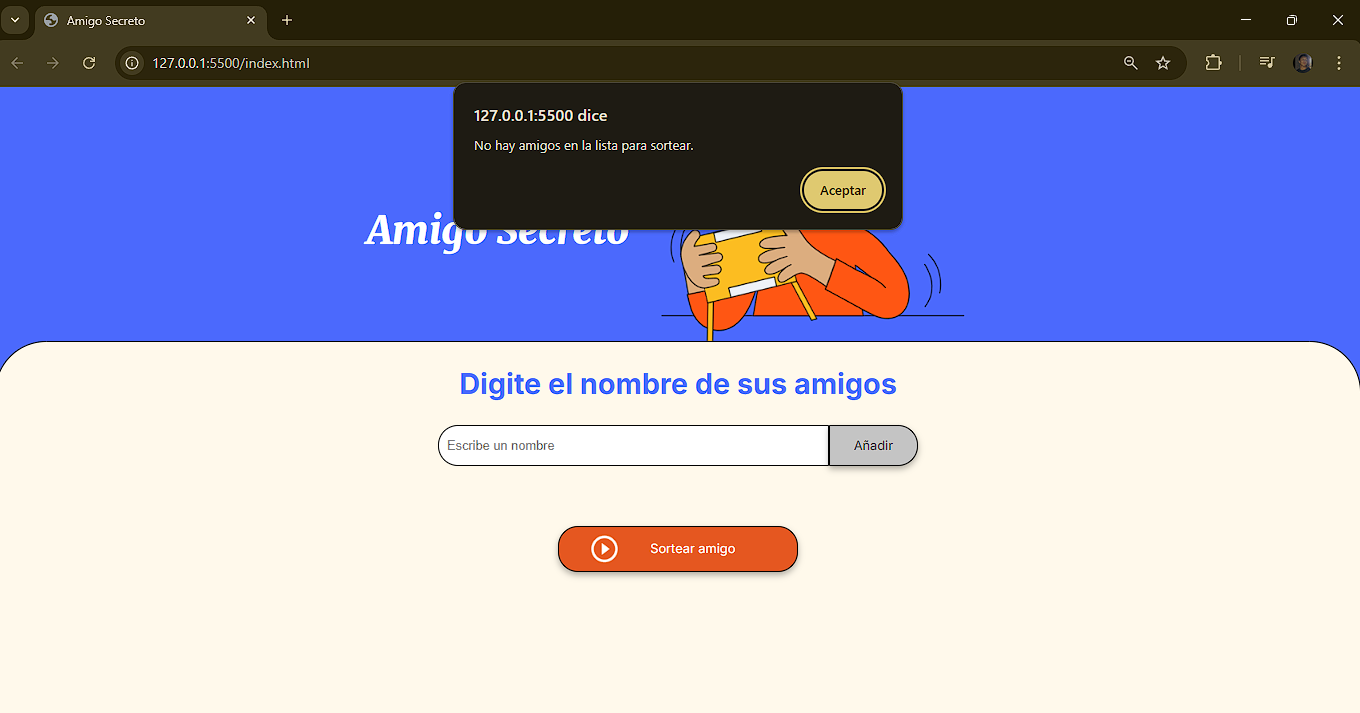 Amigo Secreto
127.0.0.1:5500/index.html
127.0.0.1:5500 dice
No hay amigos en la lista para sortear.
Aceptar
Amigo Secreto
Digite el nombre de sus amigos
Escribe un nombre
Añadir
Sortear amigo